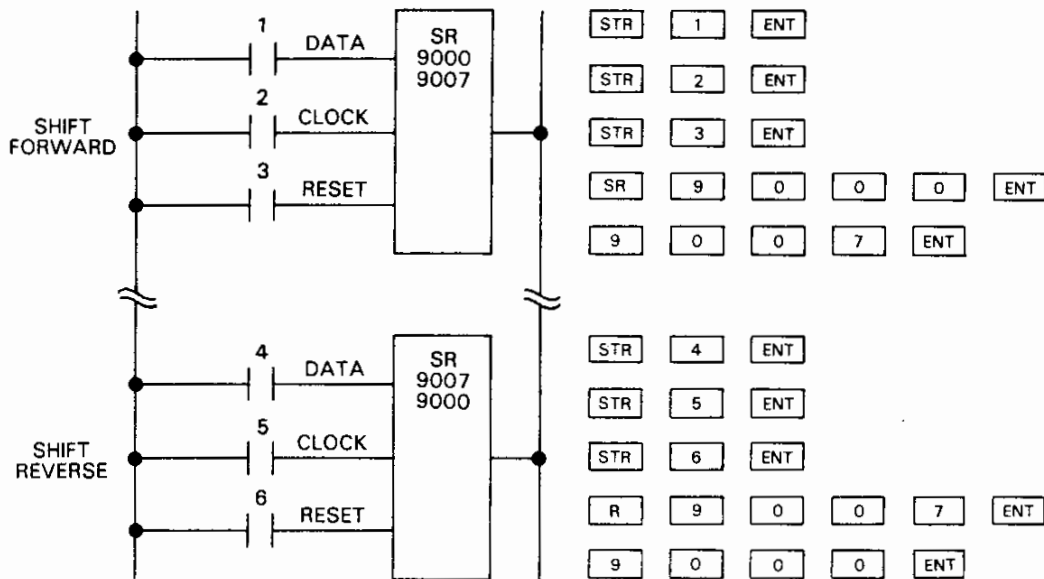 1
DATA
SR
9000
9007
2
CLOCK
SHIFT
FORWARD
3
RESET
STR 1 ENT
STR 2 ENT
STR 3 ENT
SR 9 0 0 0 ENT
9 0 0 7 ENT
4
DATA
SR
9007
9000
5
CLOCK
SHIFT
REVERSE
6
RESET
STR 4 ENT
STR 5 ENT
STR 6 ENT
R 9 0 0 7 ENT
9 0 0 0 ENT